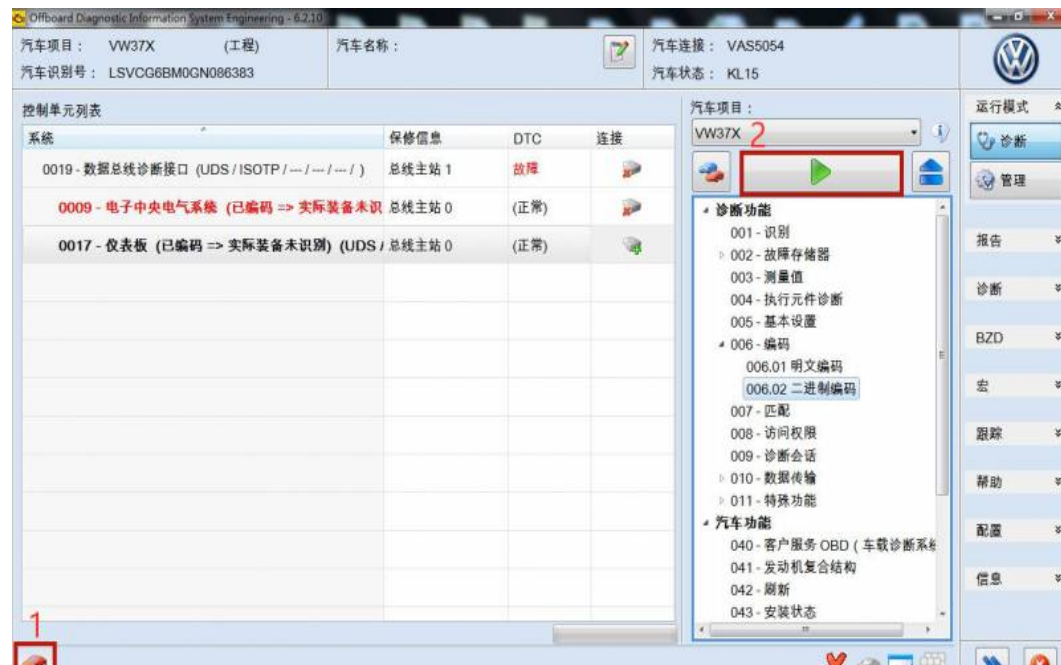 Offboard Diagnostic Information System Engineering - 6.2.10
汽车项目： VW37X （工程）
汽车名称：
汽车连接： VAS5054
汽车识别号： LSVCG6BM0GN086383
汽车状态： KL15
控制单元列表
系统 保修信息 DTC 连接
0019 - 数据总线诊断接口 (UDS / ISOTP / --- / --- / --- / ) 总线主站 1 故障
0009 - 电子中央电气系统 (已编码 => 实际装备未识 总线主站 0 (正常)
0017 - 仪表板 (已编码 => 实际装备未识别) (UDS / 总线主站 0 (正常)
1
汽车项目：
VW37X
2
诊断功能
001 - 识别
002 - 故障存储器
003 - 测量值
004 - 执行元件诊断
005 - 基本设置
006 - 编码
006.01 明文编码
006.02 二进制编码
007 - 匹配
008 - 访问权限
009 - 诊断会话
010 - 数据传输
011 - 特殊功能
汽车功能
040 - 客户服务 OBD ( 车载诊断系统
041 - 发动机复合结构
042 - 刷新
043 - 安装状态
运行模式
诊断
管理
报告
诊断
BZD
宏
跟踪
帮助
配置
信息